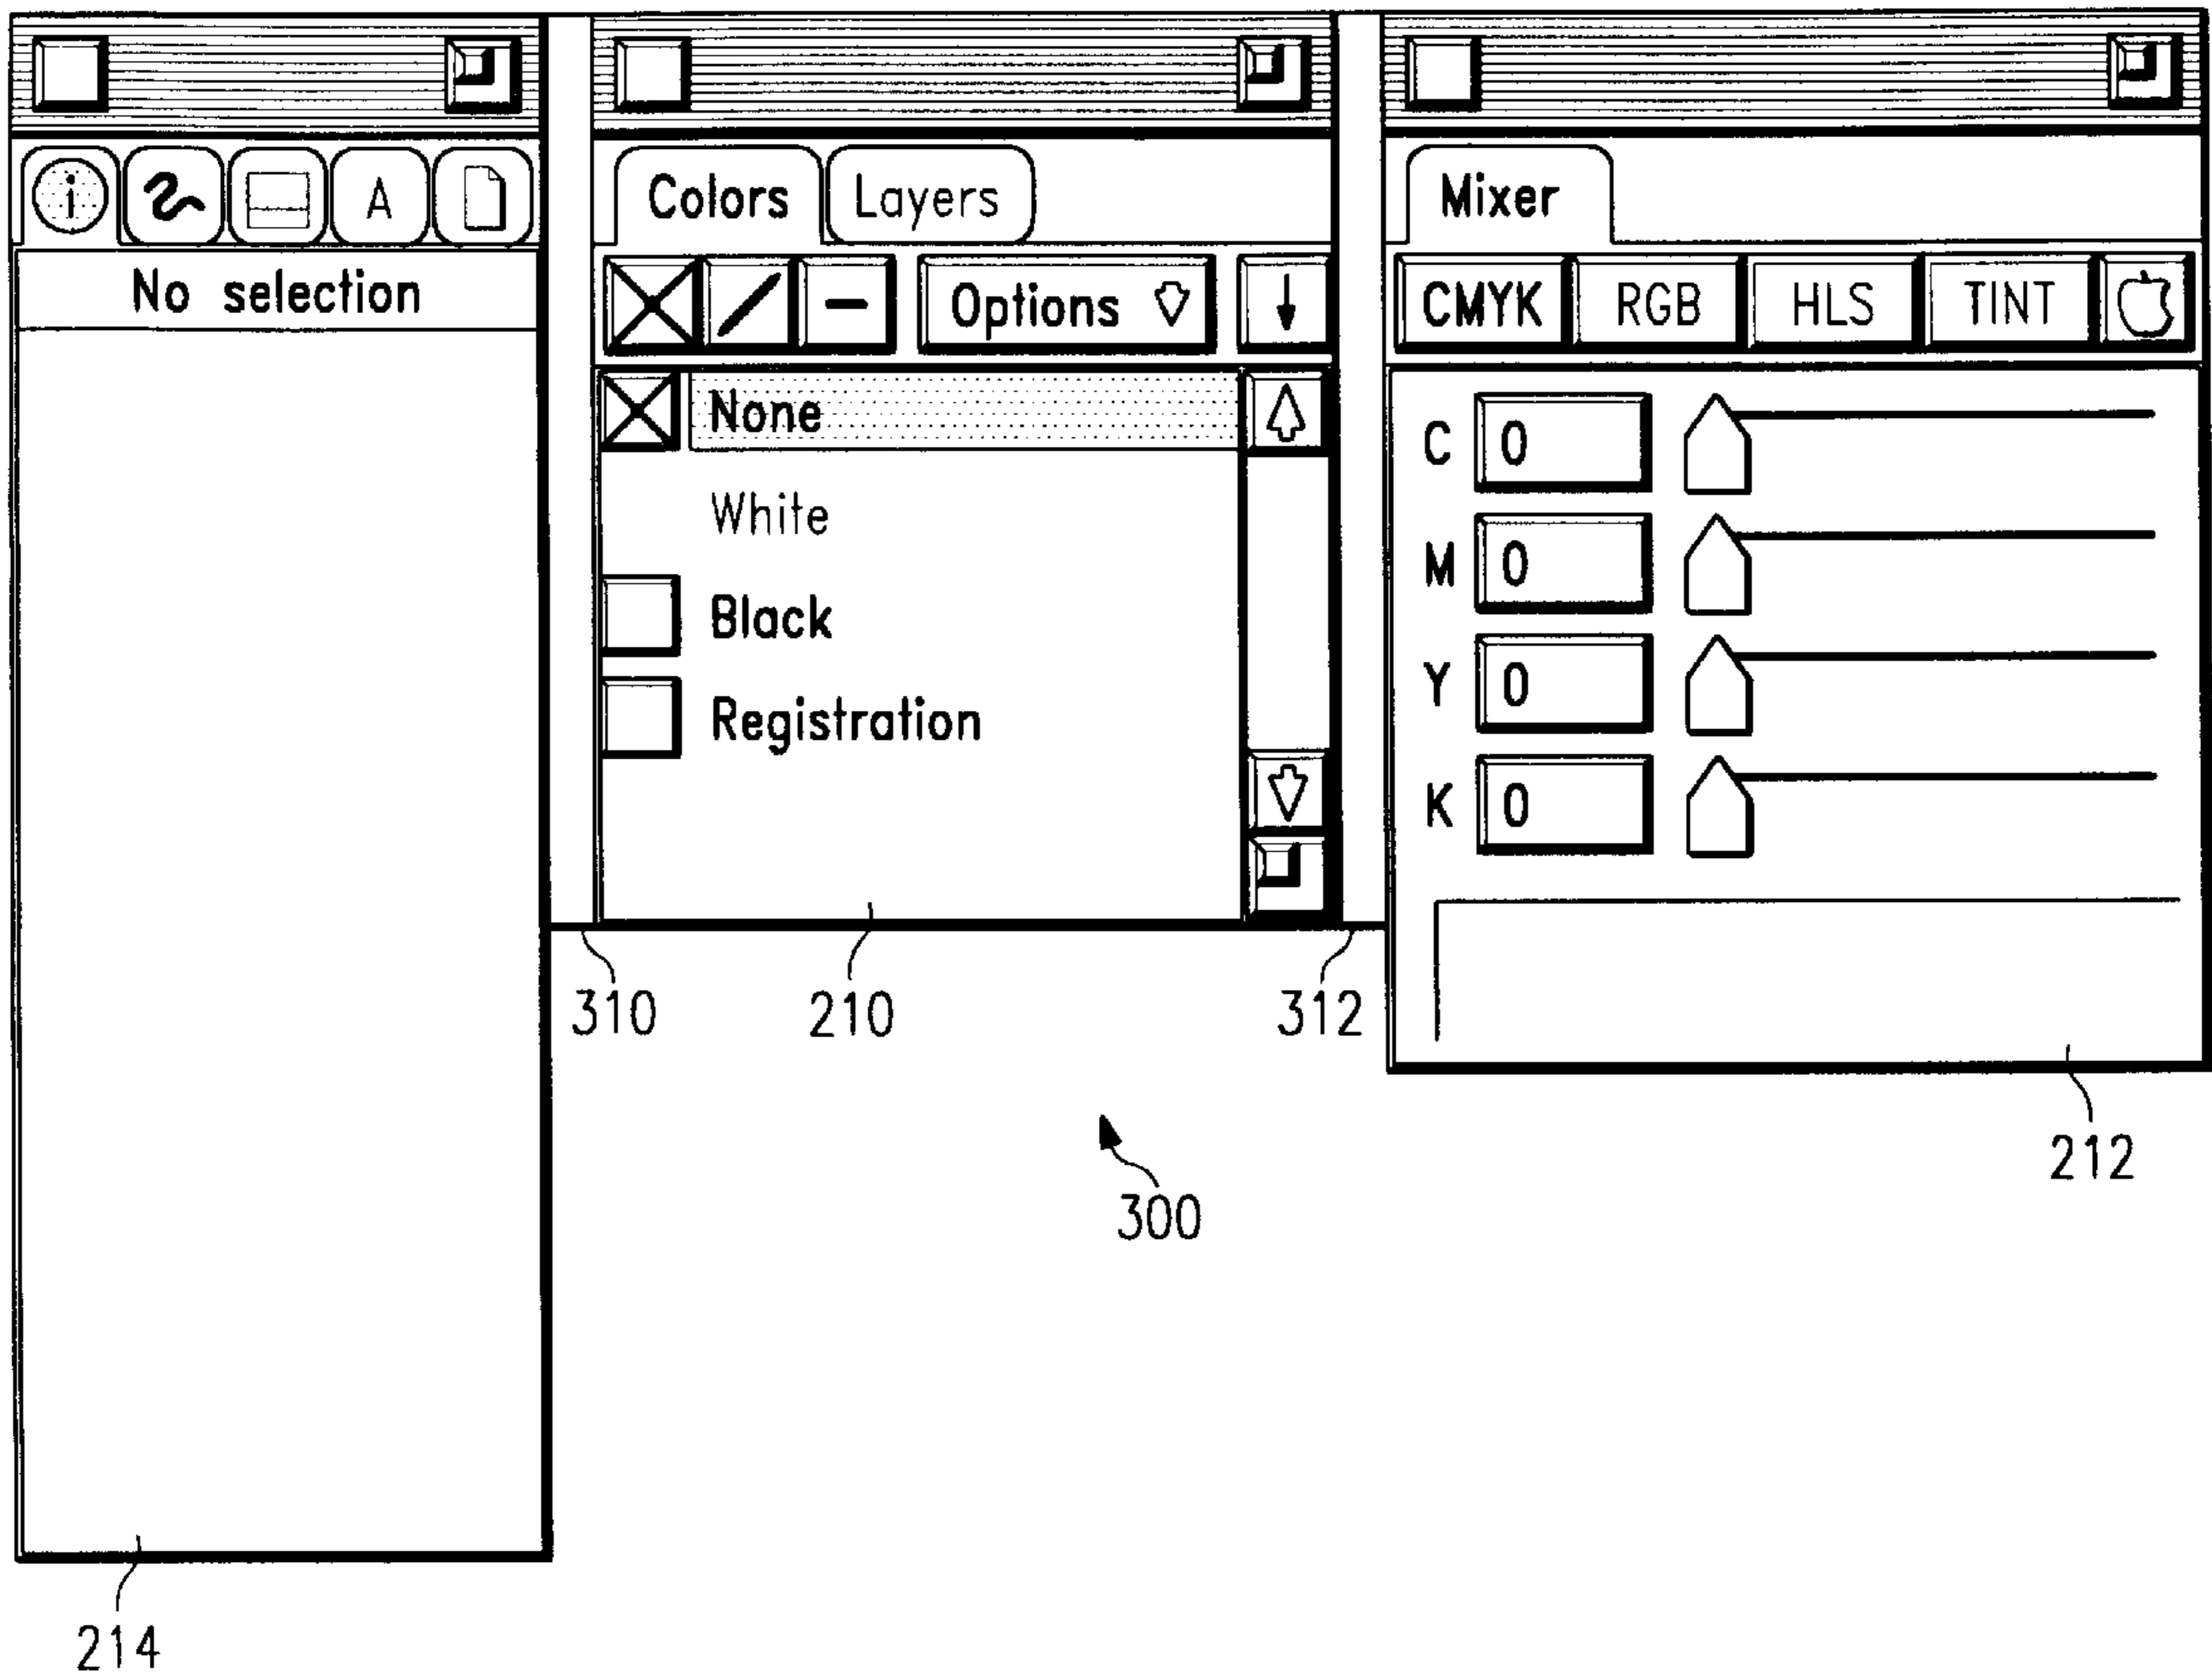 i
A
No selection
Colors
Layers
Options
None
White
Black
Registration
Mixer
CMYK
RGB
HLS
TINT
C 0
M 0
Y 0
K 0
310
210
312
212
300
214